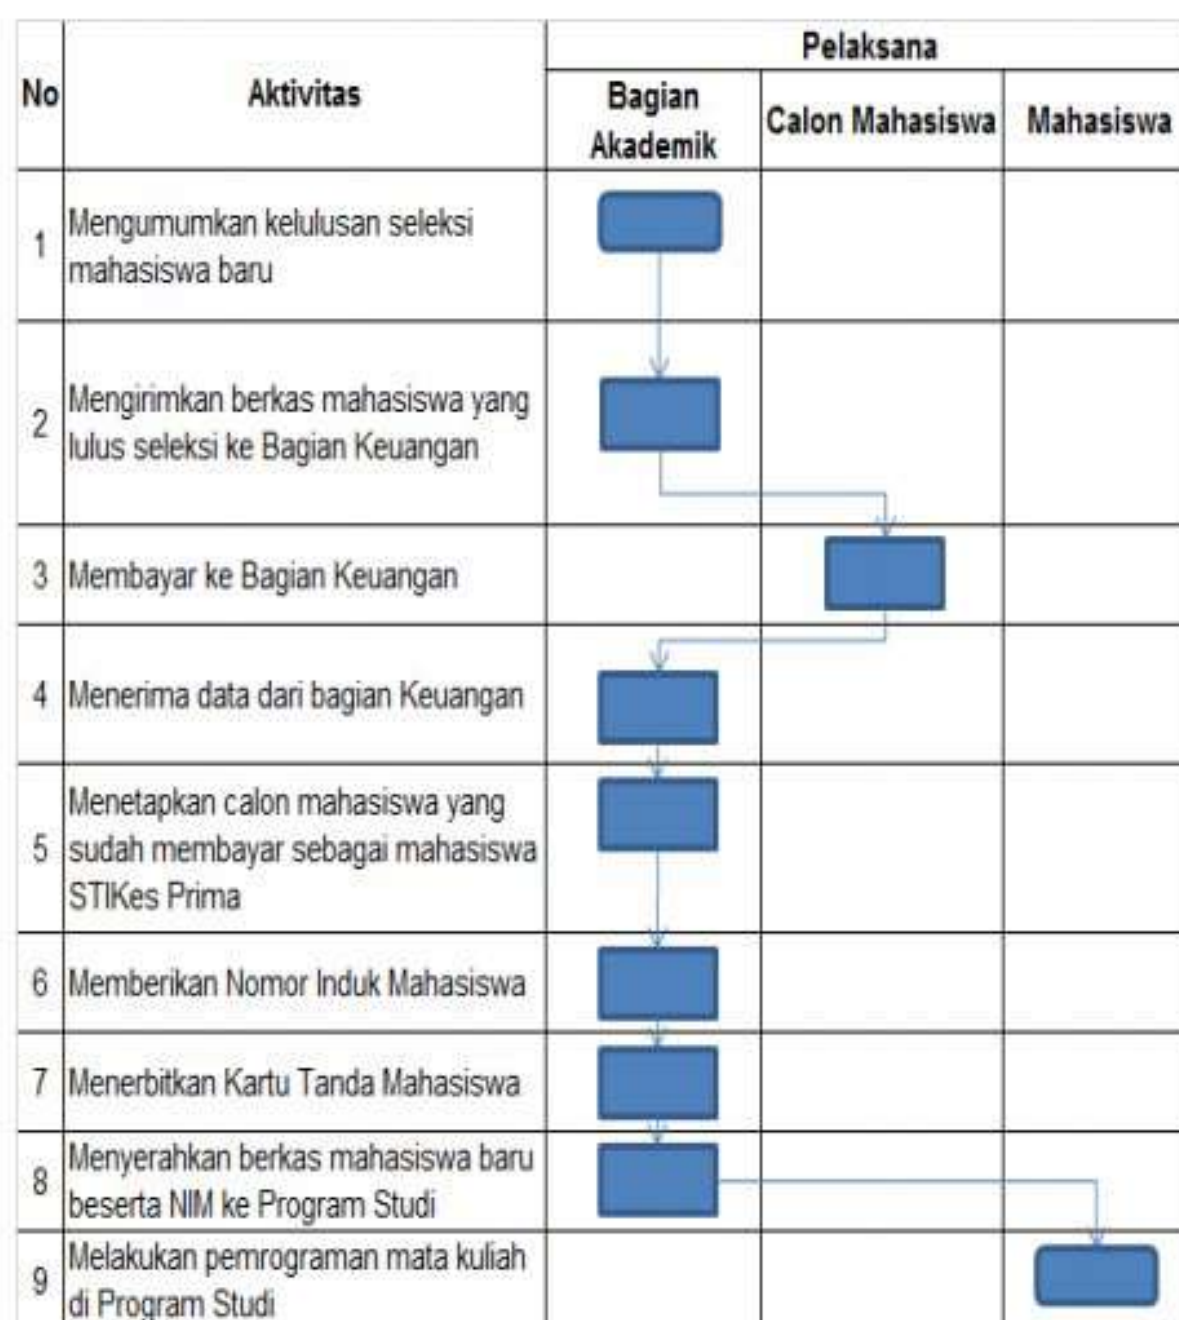 Pelaksana
No
Aktivitas
Bagian
Akademik
Calon Mahasiswa
Mahasiswa
1
Mengumumkan kelulusan seleksi
mahasiswa baru
2
Mengirimkan berkas mahasiswa yang
lulus seleksi ke Bagian Keuangan
3
Membayar ke Bagian Keuangan
4
Menerima data dari bagian Keuangan
5
Menetapkan calon mahasiswa yang
sudah membayar sebagai mahasiswa
STIKes Prima
6
Memberikan Nomor Induk Mahasiswa
7
Menerbitkan Kartu Tanda Mahasiswa
8
Menyerahkan berkas mahasiswa baru
beserta NIM ke Program Studi
9
Melakukan pemrograman mata kuliah
di Program Studi